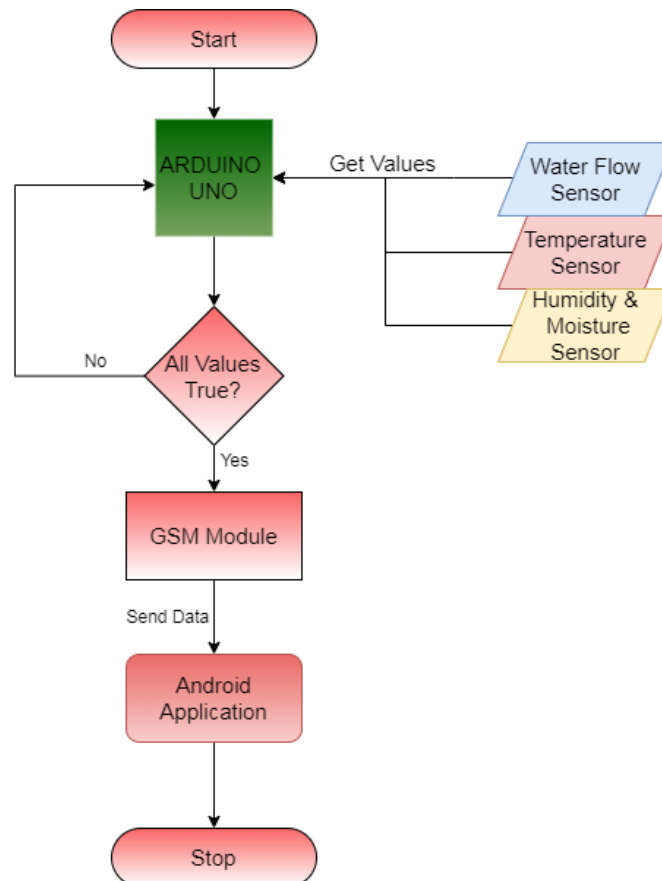 Start
ARDUINO
UNO
Get Values
Water Flow
Sensor
Temperature
Sensor
Humidity &
Moisture
Sensor
No
All Values
True?
Yes
GSM Module
Send Data
Android
Application
Stop